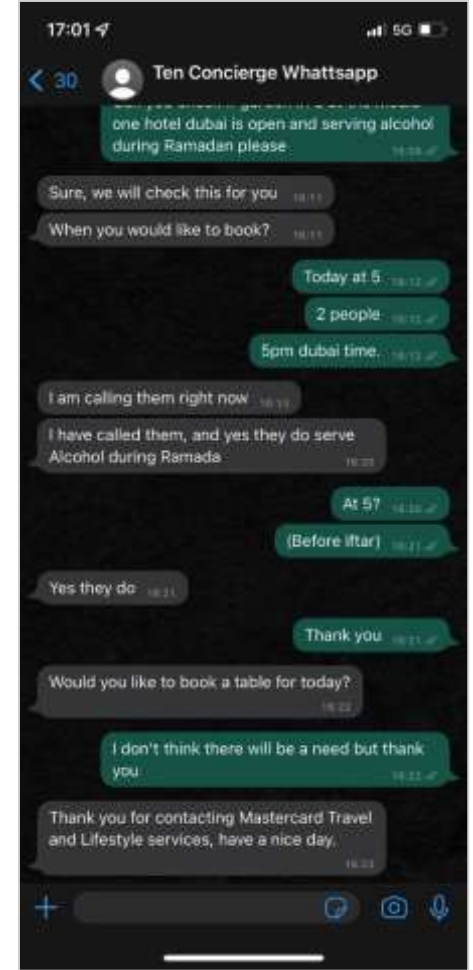 17:01
5G
30
Ten Concierge Whattsapp
one hotel dubai is open and serving alcohol
during Ramadan please
Sure, we will check this for you
When you would like to book?
Today at 5
2 people
5pm dubai time.
I am calling them right now
I have called them, and yes they do serve
Alcohol during Ramada
At 5?
(Before iftar)
Yes they do
Thank you
Would you like to book a table for today?
I don't think there will be a need but thank
you
Thank you for contacting Mastercard Travel
and Lifestyle services, have a nice day.